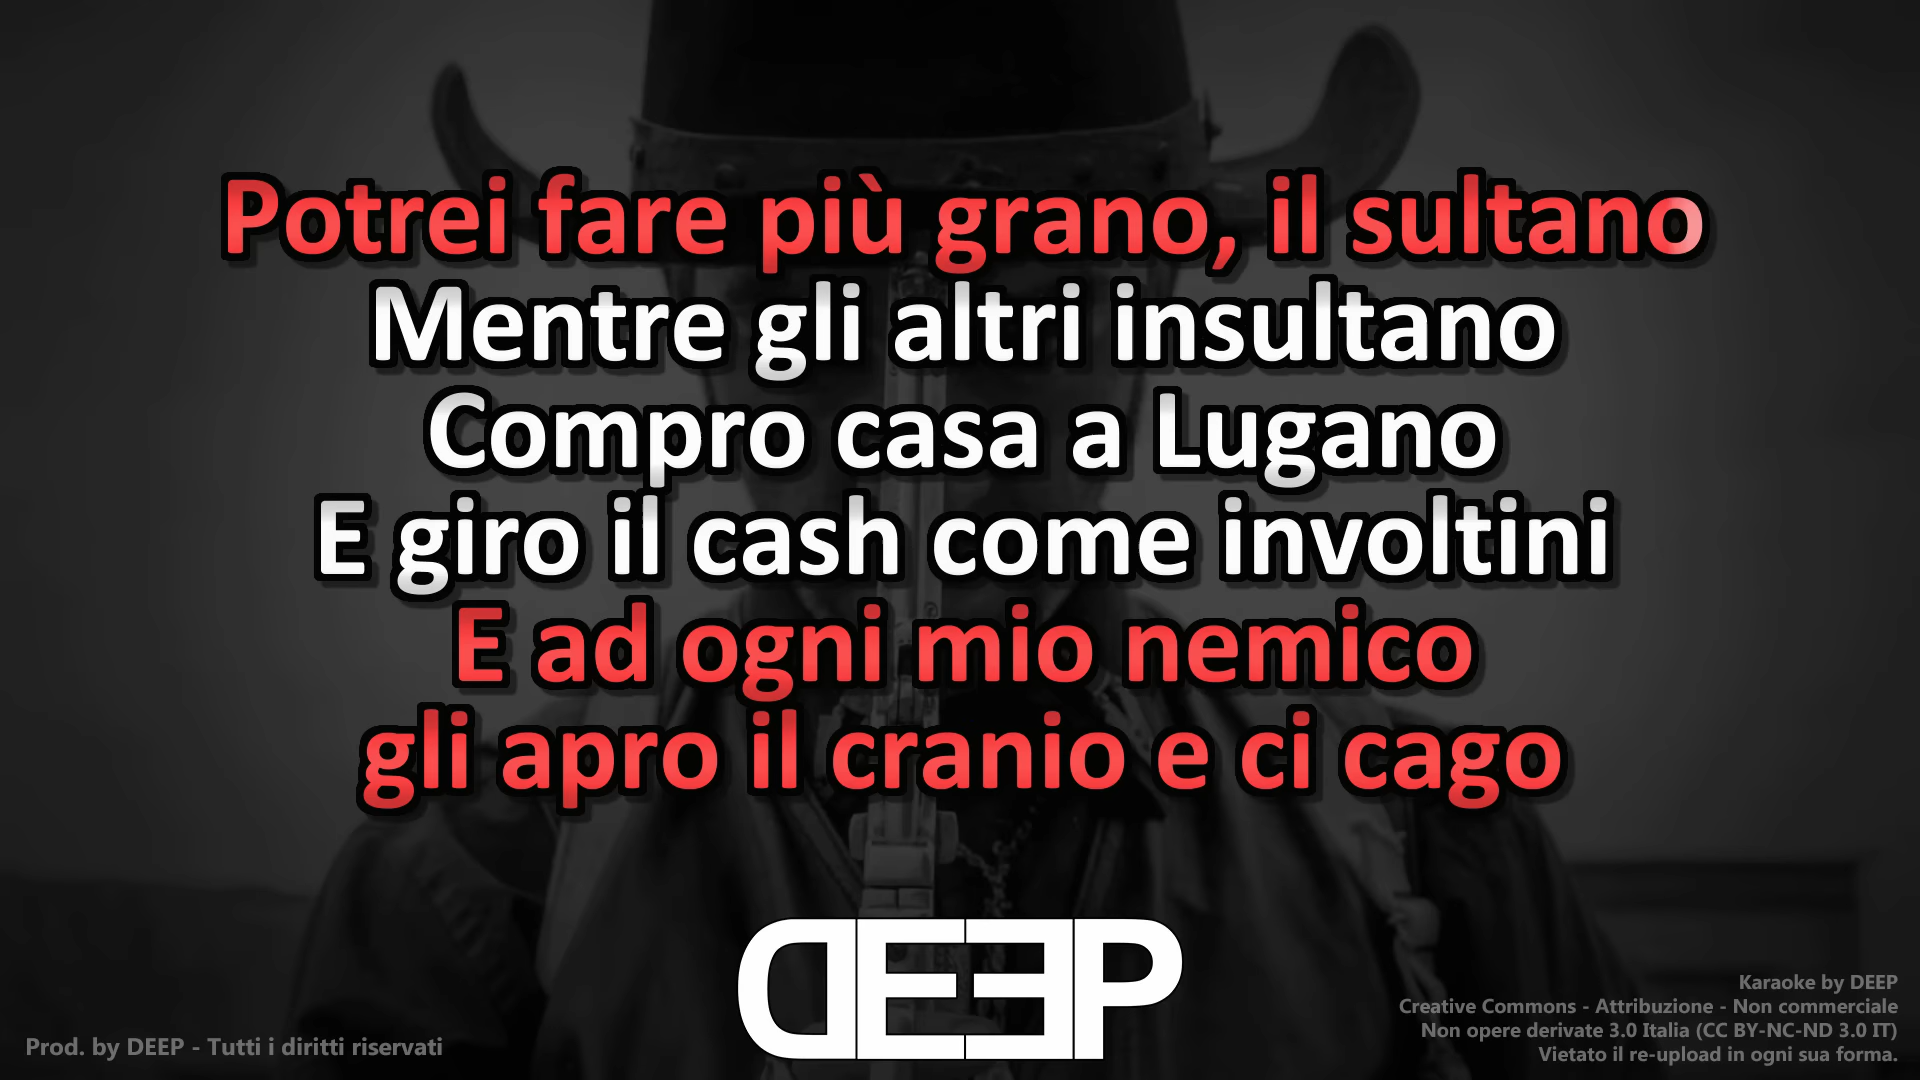 Potrei fare più grano, il sultano
Mentre gli altri insultano
Compro casa a Lugano
E giro il cash come involtini
E ad ogni mio nemico
gli apro il cranio e ci cago
DEEP
Prod. by DEEP - Tutti i diritti riservati
Karaoke by DEEP
Creative Commons - Attribuzione - Non commerciale
Non opere derivate 3.0 Italia (CC BY-NC-ND 3.0 IT)
Vietato il re-upload in ogni sua forma.